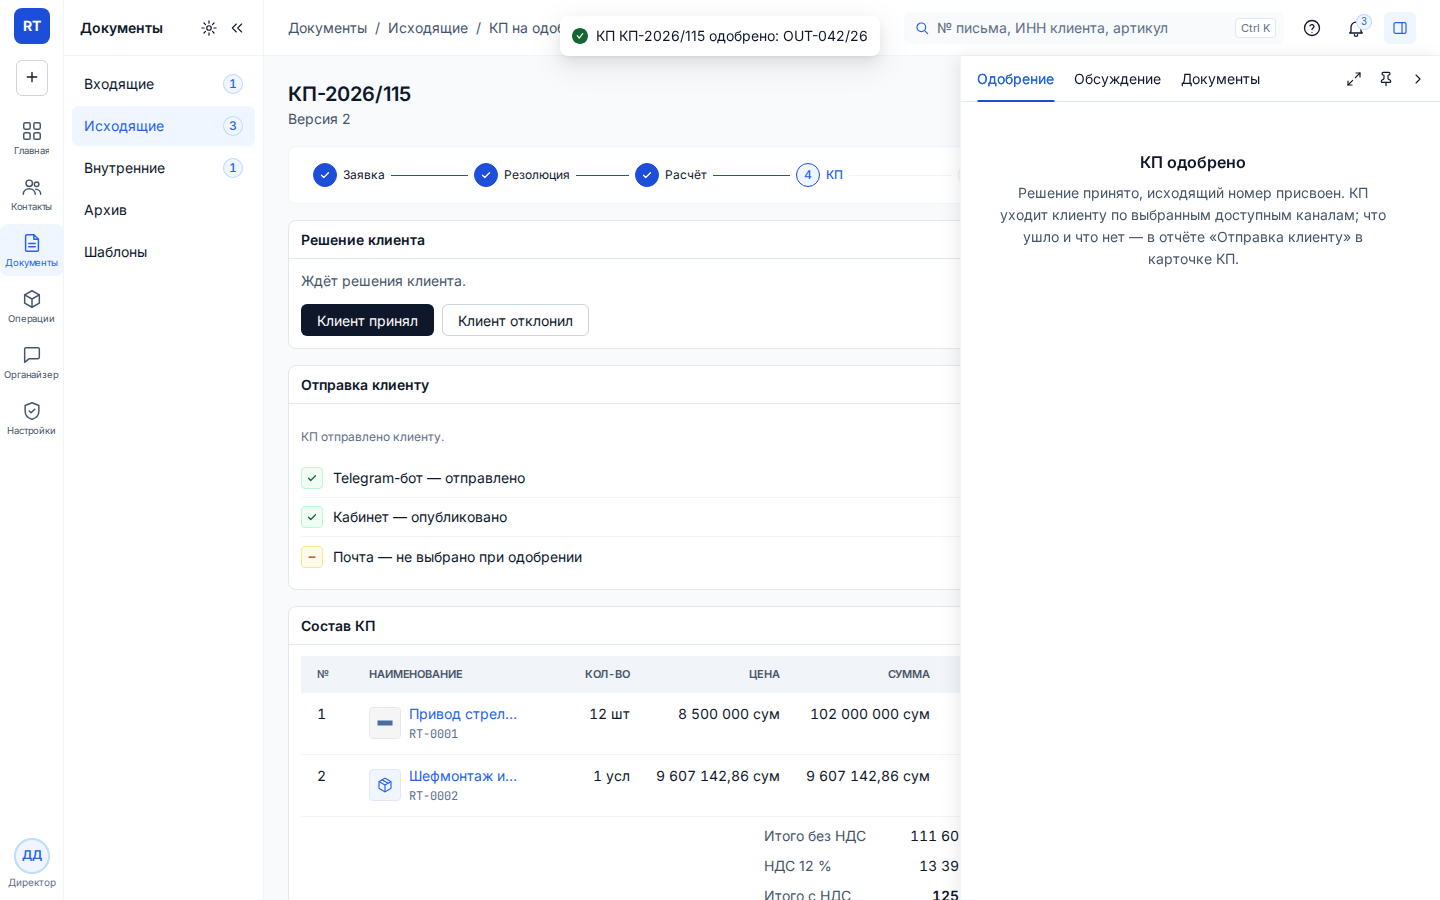 RT
Главная
Контакты
Документы
Операции
Органайзер
Настройки
ДД
Директор
Документы
Входящие 1
Исходящие 3
Внутренние 1
Архив
Шаблоны
Документы / Исходящие / КП на
КП КП-2026/115 одобрено: OUT-042/26
№ письма, ИНН клиента, артикул Ctrl K
3
КП-2026/115
Версия 2
Заявка
Резолюция
Расчёт
4 КП
Решение клиента
Ждёт решения клиента.
Клиент принял Клиент отклонил
Отправка клиенту
КП отправлено клиенту.
Telegram-бот — отправлено
Кабинет — опубликовано
Почта — не выбрано при одобрении
Состав КП
№ НАИМЕНОВАНИЕ КОЛ-ВО ЦЕНА СУММА
1 Привод стрел... 12 шт 8 500 000 сум 102 000 000 сум
RT-0001
2 Шефмонтаж и... 1 усл 9 607 142,86 сум 9 607 142,86 сум
RT-0002
Итого без НДС 111 60
НДС 12 % 13 39
Итого с НДС 125
Одобрение Обсуждение Документы
КП одобрено
Решение принято, исходящий номер присвоен. КП
уходит клиенту по выбранным доступным каналам; что
ушло и что нет — в отчёте «Отправка клиенту» в
карточке КП.